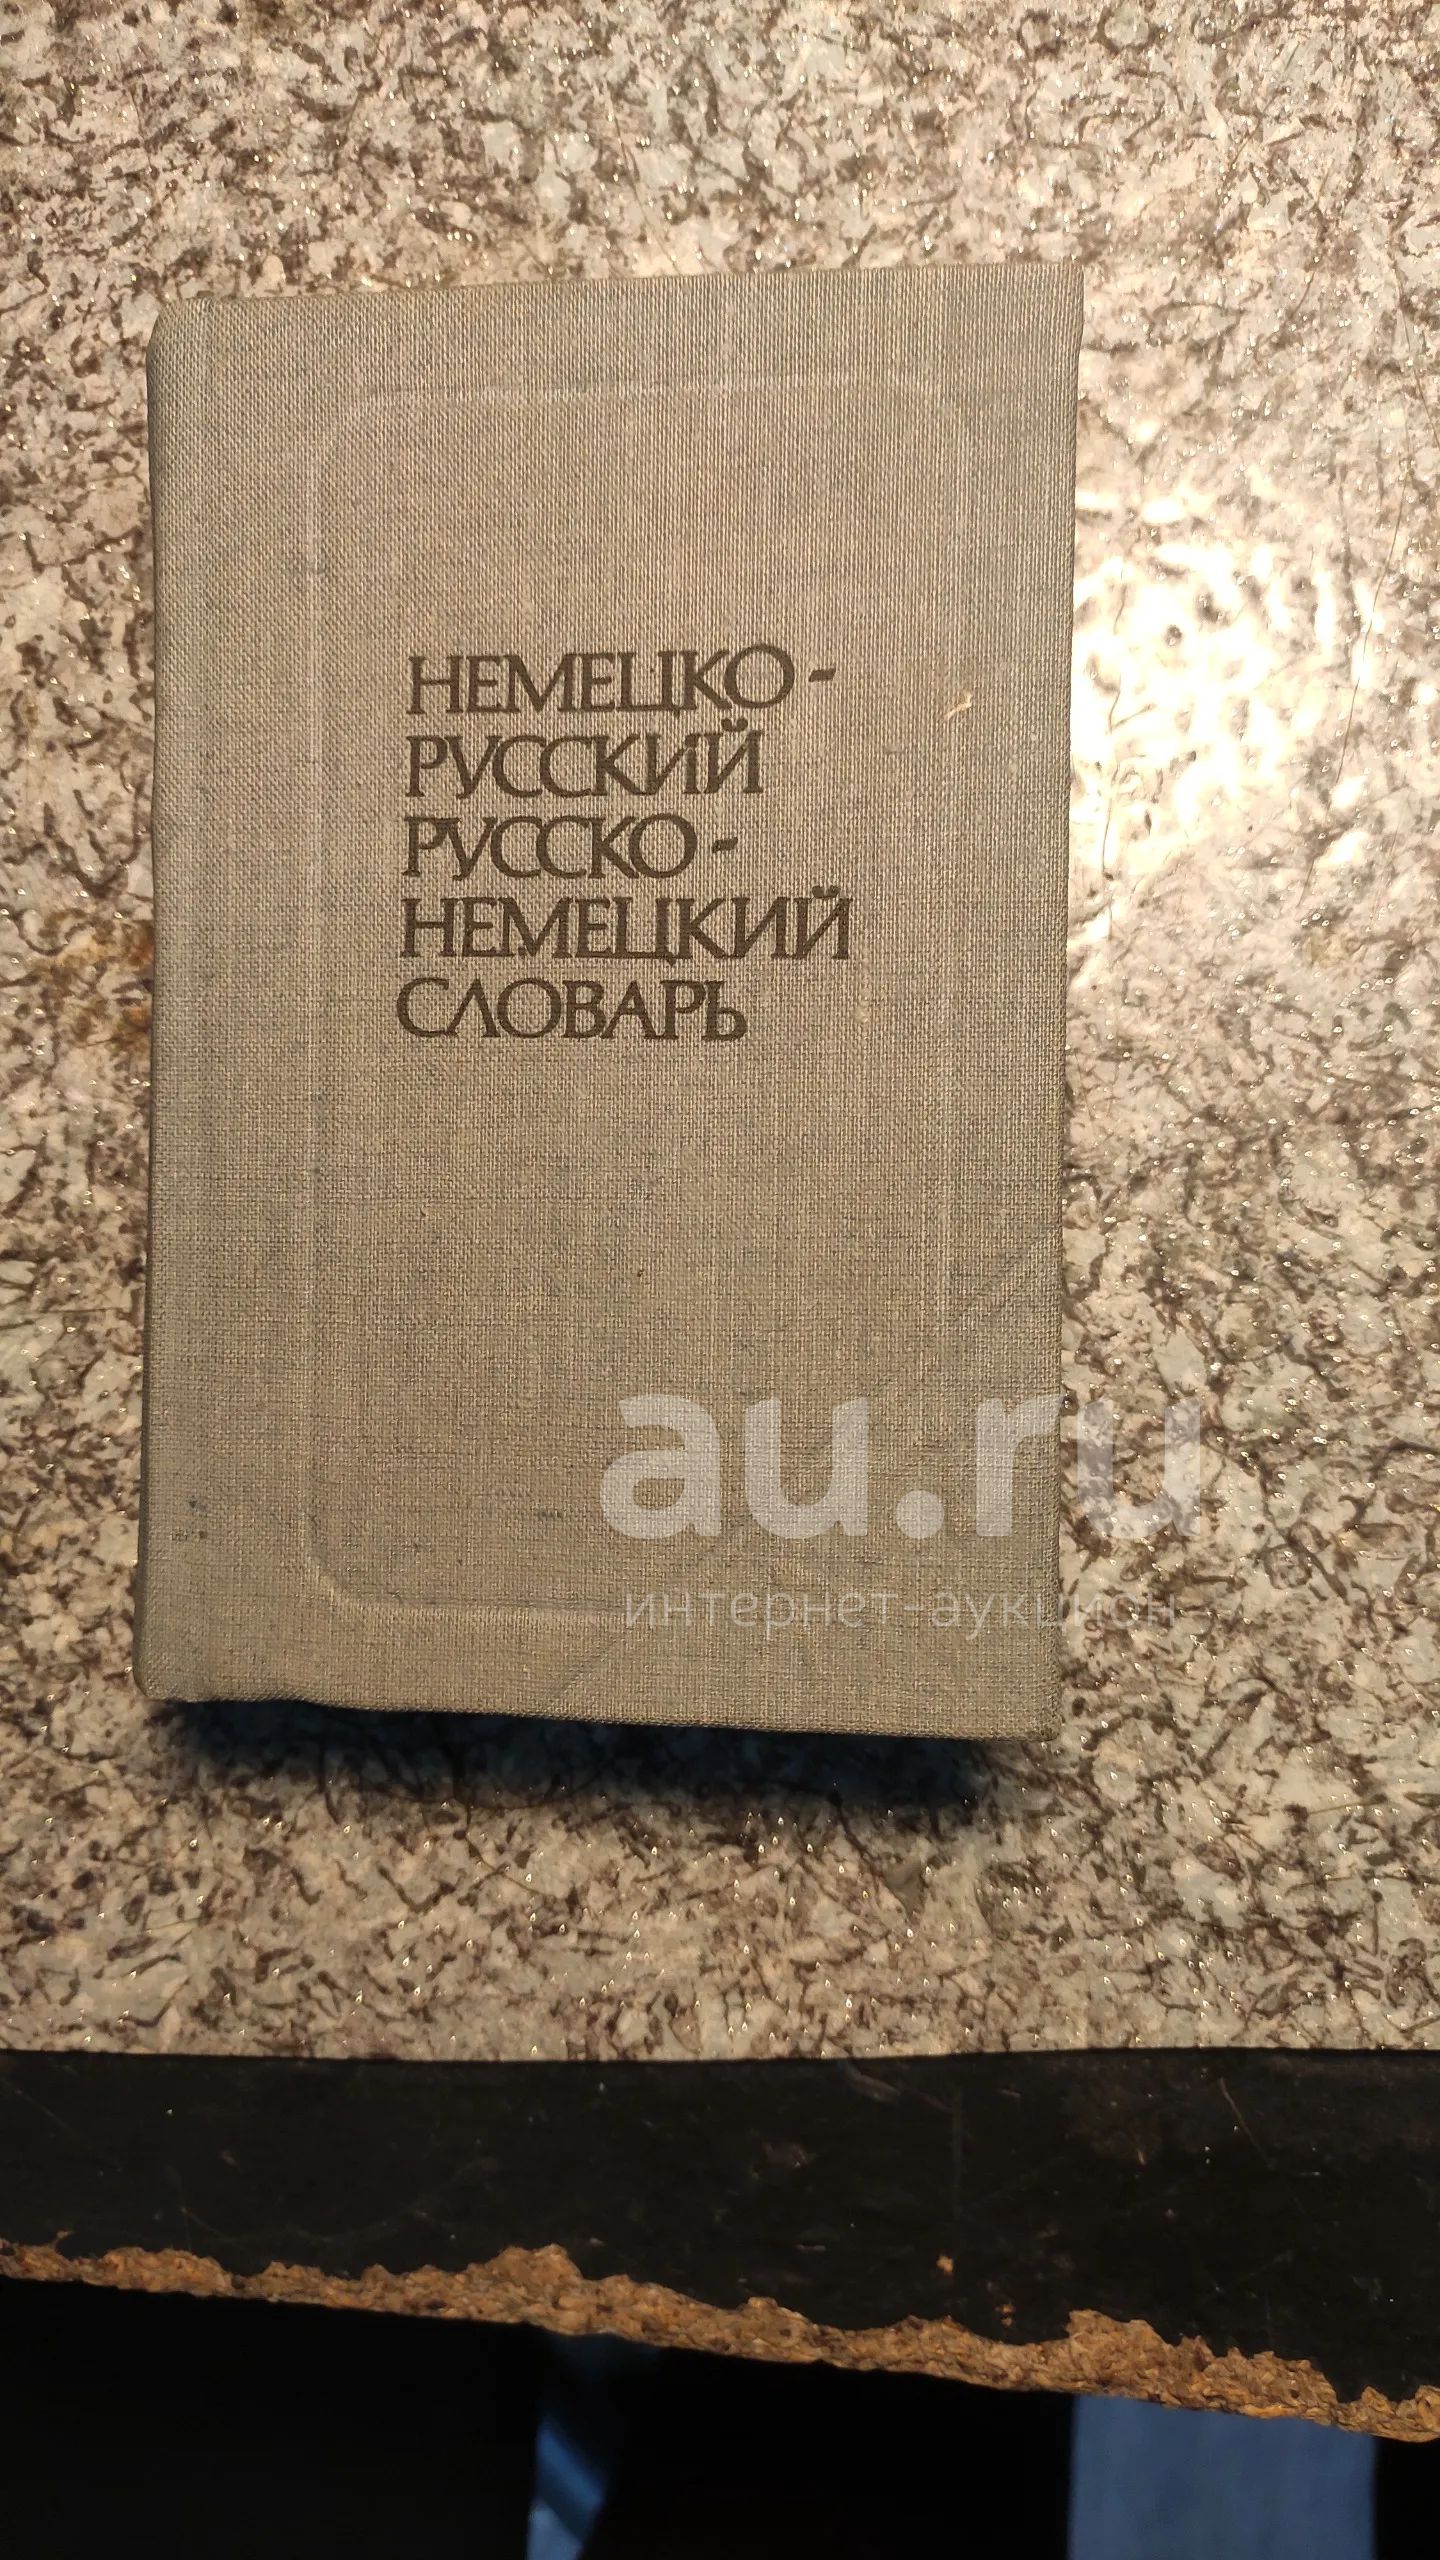 НЕМЕЦКО-
РУССКИЙ
РУССКО-
НЕМЕЦКИЙ
СЛОВАРЬ
au.ru
интернет-аукцион